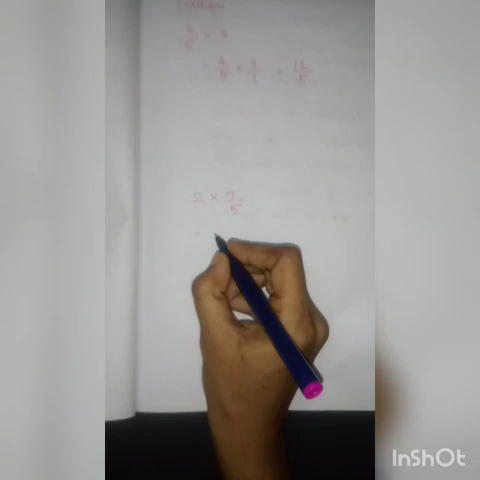 4/5 × 3
= 4/5 × 3/1 = 12/5
2 × 7/5
=
InShOt